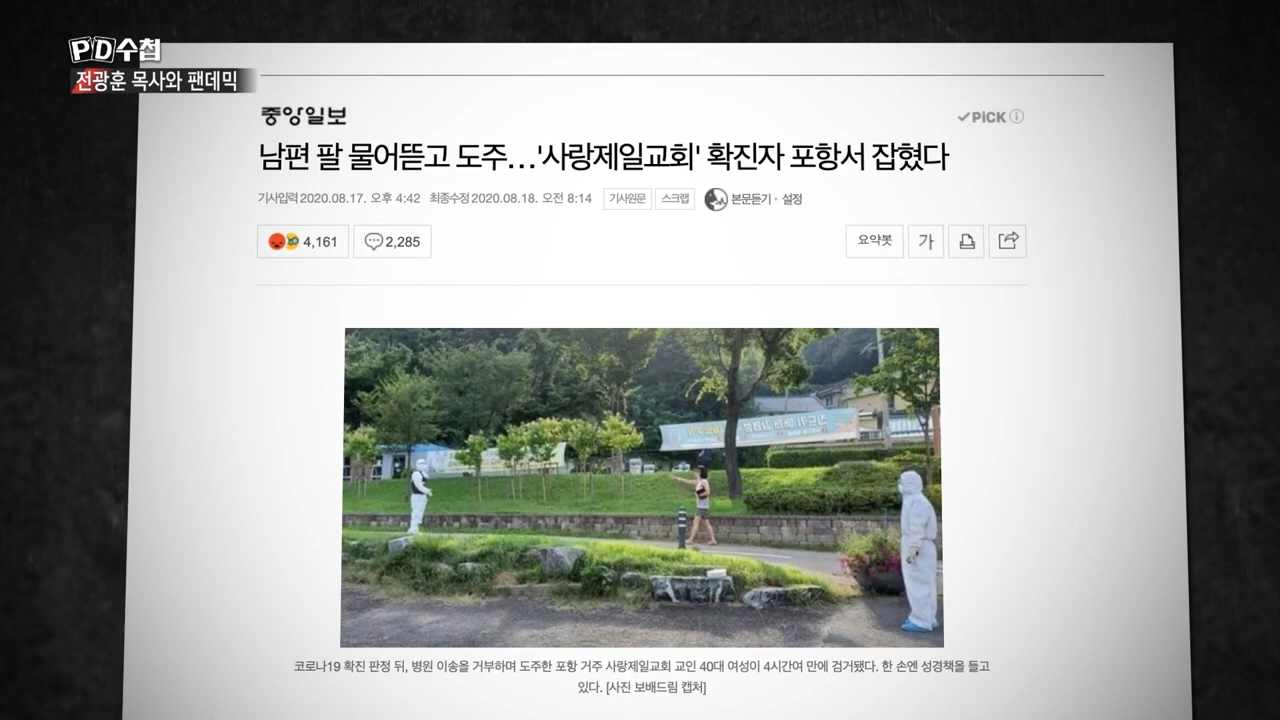 PD수첩
전광훈 목사와 팬데믹
중앙일보
PiCK
남편 팔 물어뜯고 도주…'사랑제일교회' 확진자 포항서 잡혔다
기사입력 2020.08.17. 오후 4:42 최종수정 2020.08.18. 오전 8:14 기사원문 스크랩 본문듣기 · 설정
4,161 2,285 요약봇 가
코로나19 확진 판정 뒤, 병원 이송을 거부하며 도주한 포항 거주 사랑제일교회 교인 40대 여성이 4시간여 만에 검거됐다. 한 손엔 성경책을 들고
있다. [사진 보배드림 캡처]